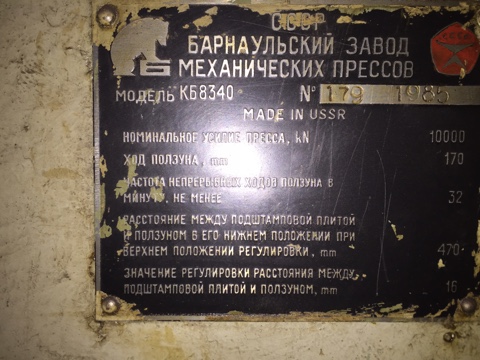 СССР
БАРНАУЛЬСКИЙ ЗАВОД
МЕХАНИЧЕСКИХ ПРЕССОВ
МОДЕЛЬ КБ8340 № 179 1985
MADE IN USSR
НОМИНАЛЬНОЕ УСИЛИЕ ПРЕССА, kN 10000
ХОД ПОЛЗУНА, mm 170
ЧАСТОТА НЕПРЕРЫВНЫХ ХОДОВ ПОЛЗУНА В
МИНУТУ, НЕ МЕНЕЕ 32
РАССТОЯНИЕ МЕЖДУ ПОДШТАМПОВОЙ ПЛИТОЙ
И ПОЛЗУНОМ В ЕГО НИЖНЕМ ПОЛОЖЕНИИ ПРИ
ВЕРХНЕМ ПОЛОЖЕНИИ РЕГУЛИРОВКИ, mm 470
ЗНАЧЕНИЕ РЕГУЛИРОВКИ РАССТОЯНИЯ МЕЖДУ
ПОДШТАМПОВОЙ ПЛИТОЙ И ПОЛЗУНОМ, mm 16